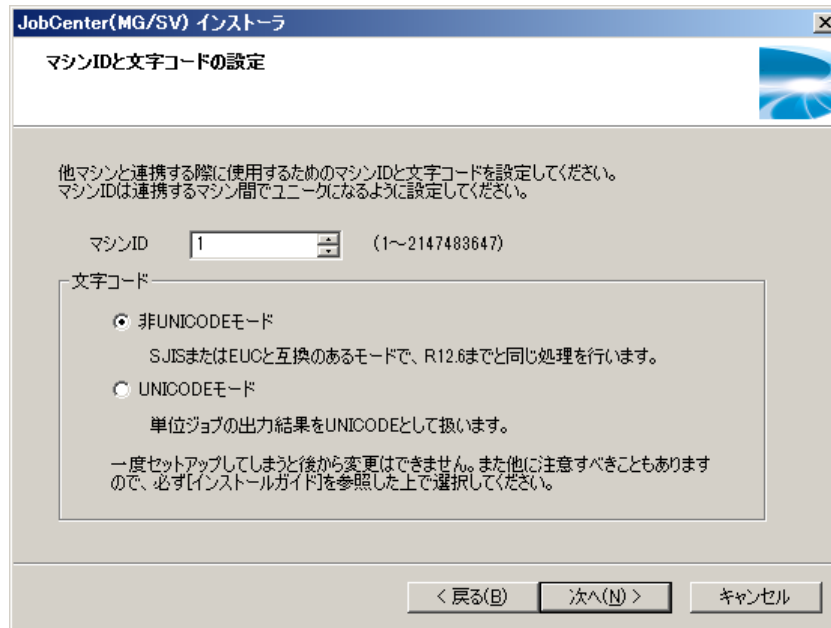 JobCenter(MG/SV) インストーラ
マシンIDと文字コードの設定
他マシンと連携する際に使用するためのマシンIDと文字コードを設定してください。
マシンIDは連携するマシン間でユニークになるように設定してください。
マシンID 1 (1～2147483647)
文字コード
非UNICODEモード
SJISまたはEUCと互換のあるモードで、R12.6までと同じ処理を行います。
UNICODEモード
単位ジョブの出力結果をUNICODEとして扱います。
一度セットアップしてしまうと後から変更はできません。また他に注意すべきこともあります
ので、必ず[インストールガイド]を参照した上で選択してください。
< 戻る(B) 次へ(N) > キャンセル